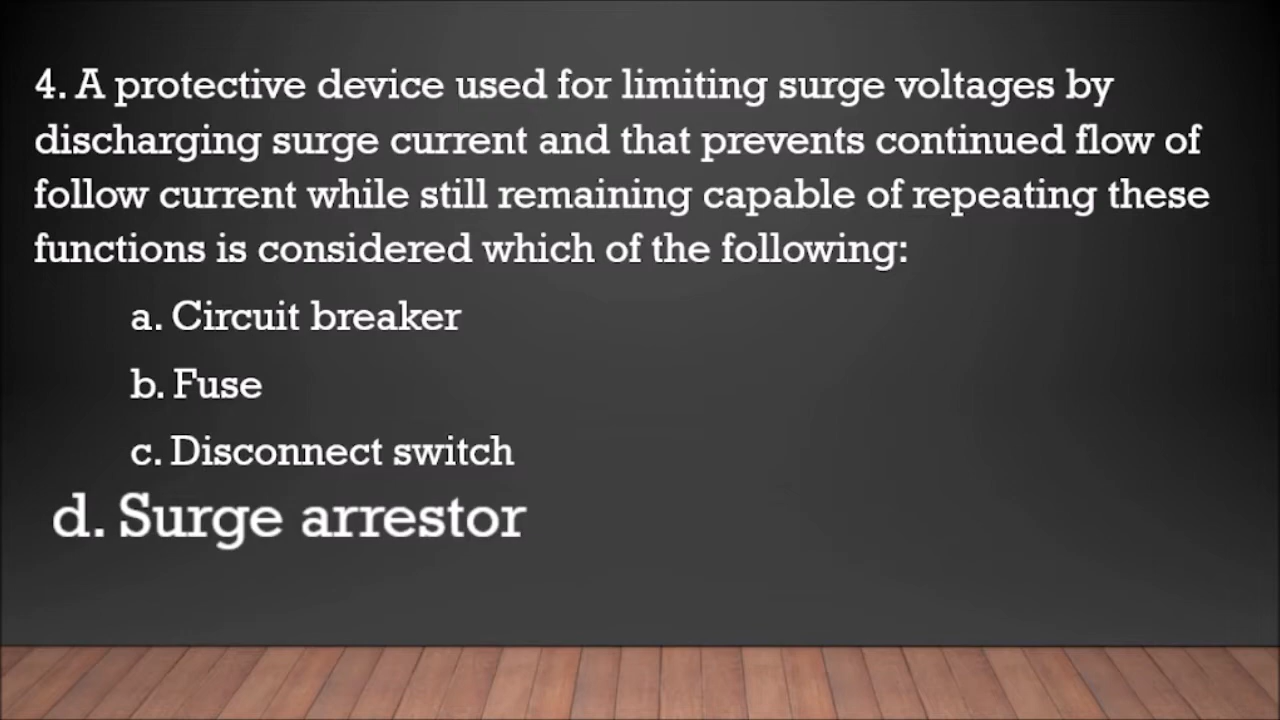 4. A protective device used for limiting surge voltages by
discharging surge current and that prevents continued flow of
follow current while still remaining capable of repeating these
functions is considered which of the following:
a. Circuit breaker
b. Fuse
c. Disconnect switch
d. Surge arrestor